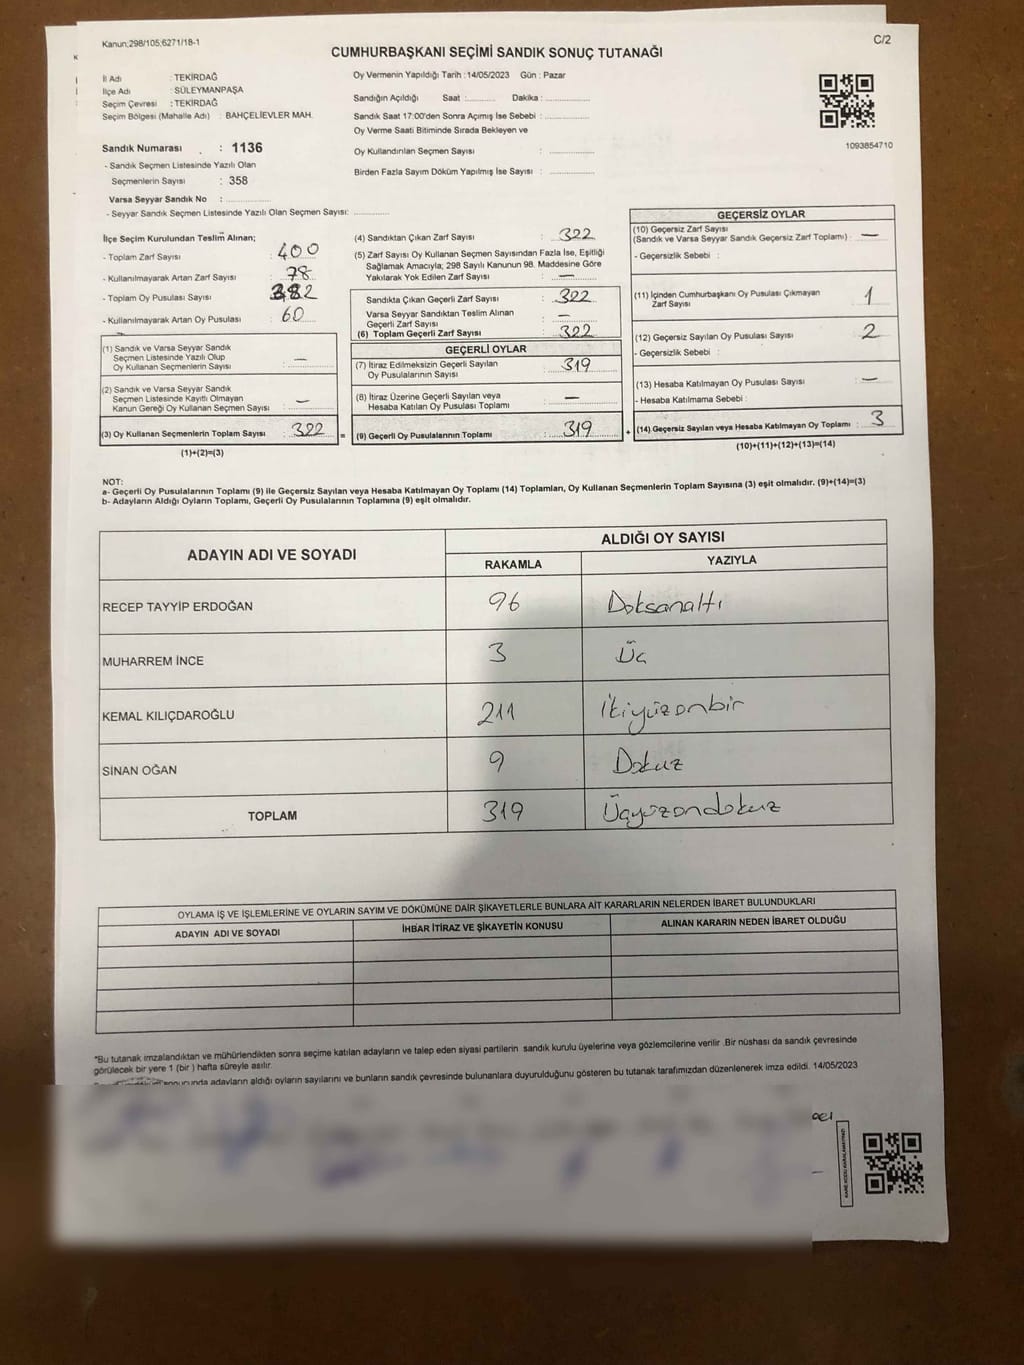 Kanun;298/105;6271/18-1
C/2
CUMHURBAŞKANI SEÇİMİ SANDIK SONUÇ TUTANAĞI
İl Adı : TEKİRDAĞ
İlçe Adı : SÜLEYMANPAŞA
Seçim Çevresi : TEKİRDAĞ
Seçim Bölgesi (Mahalle Adı) : BAHÇELİEVLER MAH.
Sandık Numarası : 1136
- Sandık Seçmen Listesinde Yazılı Olan
Seçmenlerin Sayısı : 358
Varsa Seyyar Sandık No :
- Seyyar Sandık Seçmen Listesinde Yazılı Olan Seçmen Sayısı:
Oy Vermenin Yapıldığı Tarih :14/05/2023 Gün : Pazar
Sandığın Açıldığı Saat : Dakika :
Sandık Saat 17:00'den Sonra Açımış İse Sebebi :
Oy Verme Saati Bitiminde Sırada Bekleyen ve
Oy Kullandırılan Seçmen Sayısı :
Birden Fazla Sayım Döküm Yapılmış İse Sayısı :
1093854710
İlçe Seçim Kurulundan Teslim Alınan;
- Toplam Zarf Sayısı : 400
- Kullanılmayarak Artan Zarf Sayısı : 78
- Toplam Oy Pusulası Sayısı : 382
- Kullanılmayarak Artan Oy Pusulası : 60
(1) Sandık ve Varsa Seyyar Sandık
Seçmen Listesinde Yazılı Olup
Oy Kullanan Seçmenlerin Sayısı : —
(2) Sandık ve Varsa Seyyar Sandık
Seçmen Listesinde Kayıtlı Olmayan
Kanun Gereği Oy Kullanan Seçmen Sayısı : —
(3) Oy Kullanan Seçmenlerin Toplam Sayısı : 322 =
(1)+(2)=(3)
(4) Sandıktan Çıkan Zarf Sayısı : 322
(5) Zarf Sayısı Oy Kullanan Seçmen Sayısından Fazla İse, Eşitliği
Sağlamak Amacıyla; 298 Sayılı Kanunun 98. Maddesine Göre
Yakılarak Yok Edilen Zarf Sayısı : —
Sandıkta Çıkan Geçerli Zarf Sayısı : 322
Varsa Seyyar Sandıktan Teslim Alınan
Geçerli Zarf Sayısı : —
(6) Toplam Geçerli Zarf Sayısı : 322
GEÇERLİ OYLAR
(7) İtiraz Edilmeksizin Geçerli Sayılan
Oy Pusulalarının Sayısı : 319
(8) İtiraz Üzerine Geçerli Sayılan veya
Hesaba Katılan Oy Pusulası Toplamı : —
(9) Geçerli Oy Pusulalarının Toplamı : 319 +
GEÇERSİZ OYLAR
(10) Geçersiz Zarf Sayısı
(Sandık ve Varsa Seyyar Sandık Geçersiz Zarf Toplamı) : —
- Geçersizlik Sebebi :
(11) İçinden Cumhurbaşkanı Oy Pusulası Çıkmayan
Zarf Sayısı : 1
(12) Geçersiz Sayılan Oy Pusulası Sayısı : 2
- Geçersizlik Sebebi :
(13) Hesaba Katılmayan Oy Pusulası Sayısı : —
- Hesaba Katılmama Sebebi :
(14) Geçersiz Sayılan veya Hesaba Katılmayan Oy Toplamı : 3
(10)+(11)+(12)+(13)=(14)
NOT:
a- Geçerli Oy Pusulalarının Toplamı (9) ile Geçersiz Sayılan veya Hesaba Katılmayan Oy Toplamı (14) Toplamları, Oy Kullanan Seçmenlerin Toplam Sayısına (3) eşit olmalıdır. (9)+(14)=(3)
b- Adayların Aldığı Oyların Toplamı, Geçerli Oy Pusulalarının Toplamına (9) eşit olmalıdır.
ADAYIN ADI VE SOYADI
ALDIĞI OY SAYISI
RAKAMLA YAZIYLA
RECEP TAYYİP ERDOĞAN 96 Doksanaltı
MUHARREM İNCE 3 Üç
KEMAL KILIÇDAROĞLU 211 İkiyüzonbir
SİNAN OĞAN 9 Dokuz
TOPLAM 319 Üçyüzondokuz
OYLAMA İŞ VE İŞLEMLERİNE VE OYLARIN SAYIM VE DÖKÜMÜNE DAİR ŞİKAYETLERLE BUNLARA AİT KARARLARIN NELERDEN İBARET BULUNDUKLARI
ADAYIN ADI VE SOYADI İHBAR İTİRAZ VE ŞİKAYETİN KONUSU ALINAN KARARIN NEDEN İBARET OLDUĞU
*Bu tutanak imzalandıktan ve mühürlendikten sonra seçime katılan adayların ve talep eden siyasi partilerin sandık kurulu üyelerine veya gözlemcilerine verilir .Bir nüshası da sandık çevresinde
görülecek bir yere 1 (bir ) hafta süreyle asılır.
adayların aldığı oyların sayılarını ve bunların sandık çevresinde bulunanlara duyurulduğunu gösteren bu tutanak tarafımızdan düzenlenerek imza edildi. 14/05/2023